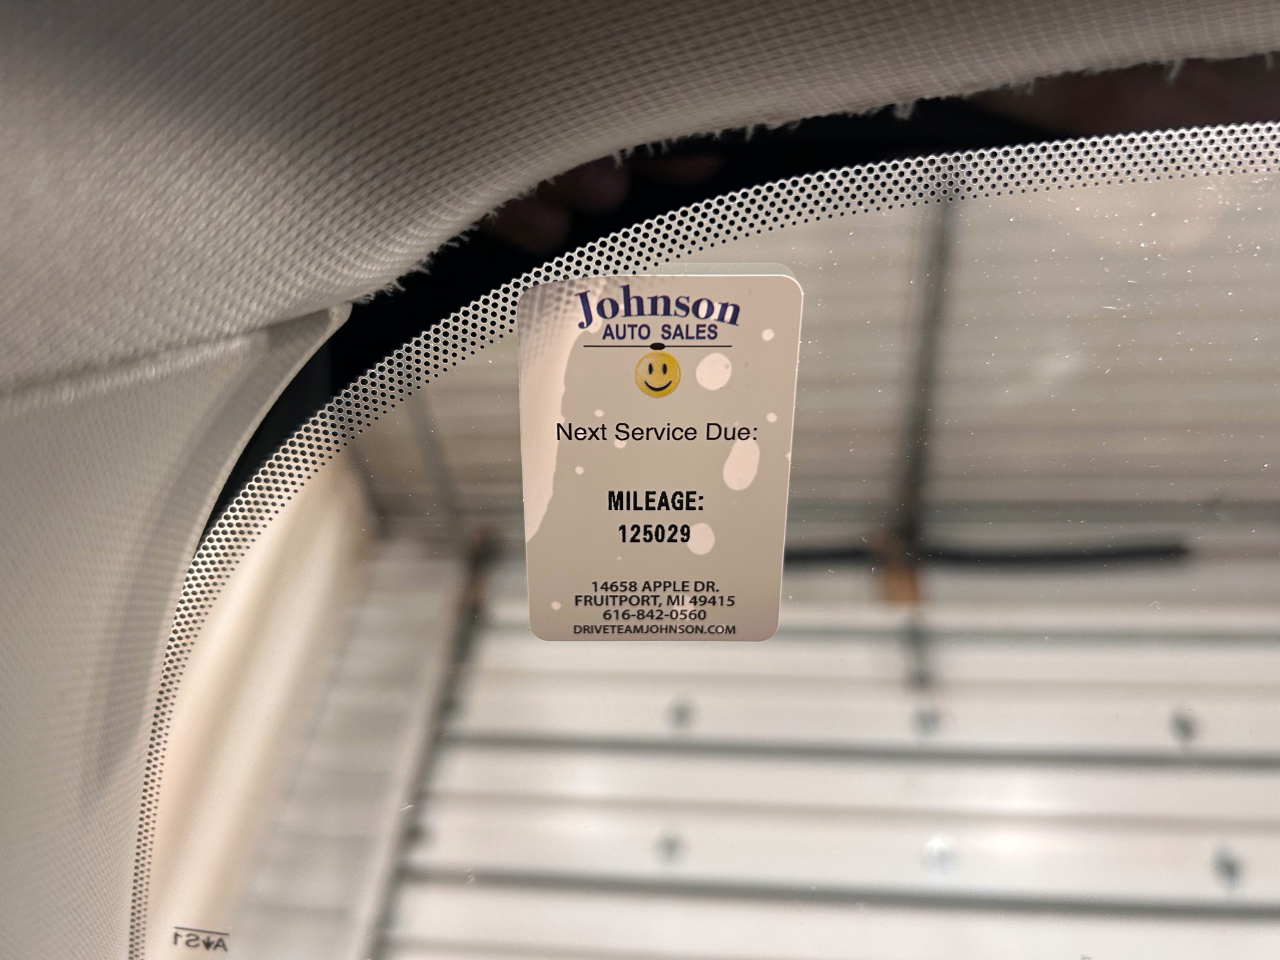 Johnson
AUTO SALES
Next Service Due:
MILEAGE:
125029
14658 APPLE DR.
FRUITPORT, MI 49415
616-842-0560
DRIVETEAMJOHNSON.COM
AS1